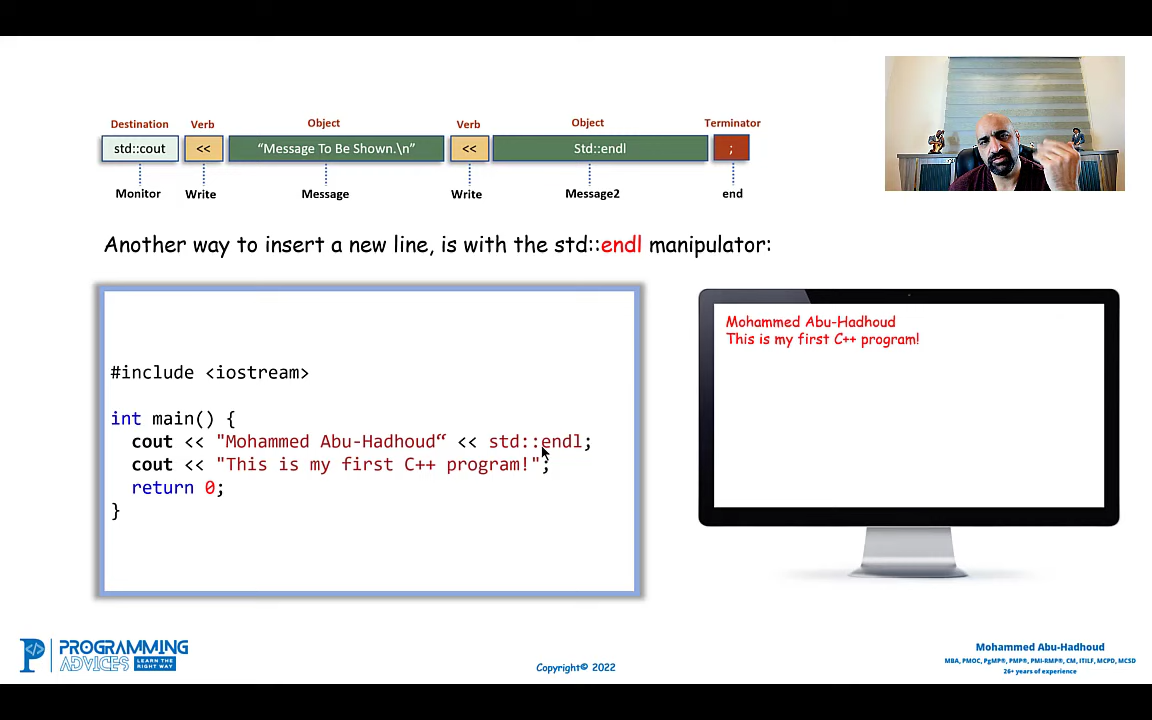 Destination Verb Object Verb Object Terminator
std::cout << “Message To Be Shown.\n” << Std::endl ;
Monitor Write Message Write Message2 end
Another way to insert a new line, is with the std::endl manipulator:
#include <iostream>
int main() {
cout << "Mohammed Abu-Hadhoud“ << std::endl;
cout << "This is my first C++ program!";
return 0;
}
Mohammed Abu-Hadhoud
This is my first C++ program!
PROGRAMMING
ADVICES LEARN THE RIGHT WAY
Copyright© 2022
Mohammed Abu-Hadhoud
MBA, PMOC, PgMP®, PMP®, PMI-RMP®, CM, ITILF, MCPD, MCSD
26+ years of experience